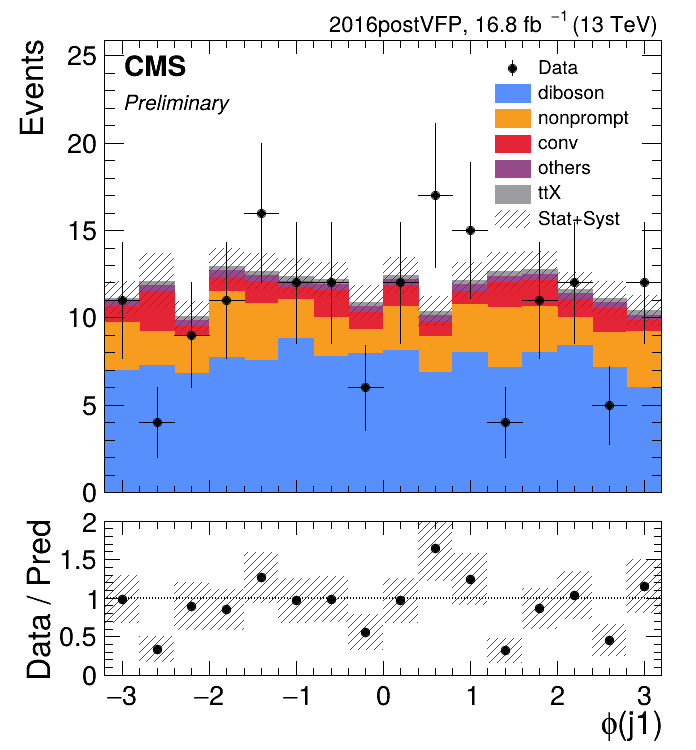 2016postVFP, 16.8 fb⁻¹ (13 TeV)
Events
25
20
15
10
5
0
CMS
Preliminary
Data
diboson
nonprompt
conv
others
ttX
Stat+Syst
Data / Pred
2
1.5
1
0.5
0
−3 −2 −1 0 1 2 3
ϕ(j1)